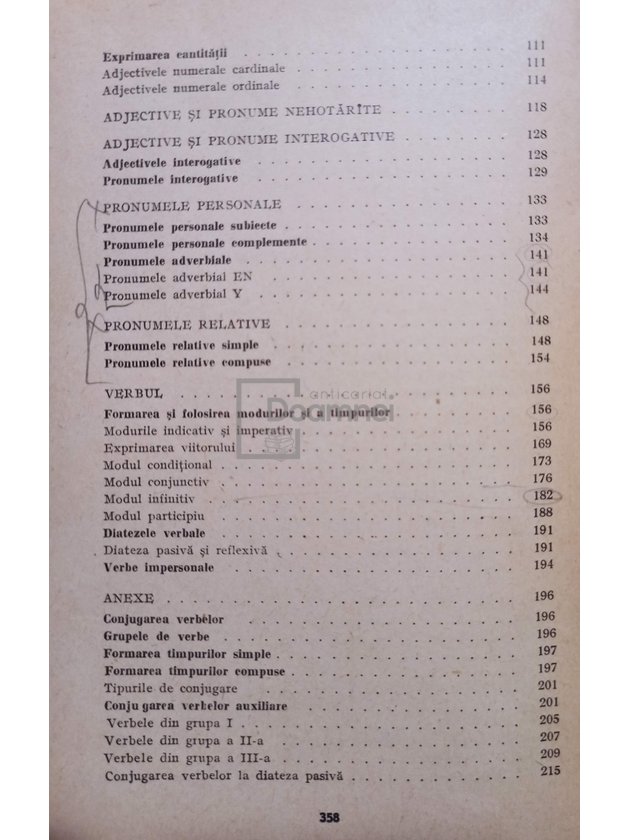 Exprimarea cantității . . . . . . . . . . . . . . . . 111
Adjectivele numerale cardinale . . . . . . . . . . . . 111
Adjectivele numerale ordinale . . . . . . . . . . . . 114
ADJECTIVE ȘI PRONUME NEHOTĂRÎTE . . . . . . . 118
ADJECTIVE ȘI PRONUME INTEROGATIVE . . . . . . 128
Adjectivele interogative . . . . . . . . . . . . . . . 128
Pronumele interogative . . . . . . . . . . . . . . . 129
PRONUMELE PERSONALE . . . . . . . . . . . . . 133
Pronumele personale subiecte . . . . . . . . . . . . . 133
Pronumele personale complemente . . . . . . . . . . . 134
Pronumele adverbiale . . . . . . . . . . . . . . . . 141
Pronumele adverbial EN . . . . . . . . . . . . . . . 141
Pronumele adverbial Y . . . . . . . . . . . . . . . 144
PRONUMELE RELATIVE . . . . . . . . . . . . . . 148
Pronumele relative simple . . . . . . . . . . . . . . 148
Pronumele relative compuse . . . . . . . . . . . . . 154
VERBUL . . . . . . . . . . . . . . . . . . . . . 156
anticariat
Doamnei
Formarea și folosirea modurilor și a timpurilor . . . . . . 156
Modurile indicativ și imperativ . . . . . . . . . . . . 156
Exprimarea viitorului . . . . . . . . . . . . . . . . 169
Modul condițional . . . . . . . . . . . . . . . . . 173
Modul conjunctiv . . . . . . . . . . . . . . . . . 176
Modul infinitiv . . . . . . . . . . . . . . . . . . 182
Modul participiu . . . . . . . . . . . . . . . . . 188
Diatezele verbale . . . . . . . . . . . . . . . . . 191
Diateza pasivă și reflexivă . . . . . . . . . . . . . . 191
Verbe impersonale . . . . . . . . . . . . . . . . . 194
ANEXE . . . . . . . . . . . . . . . . . . . . . 196
Conjugarea verbelor . . . . . . . . . . . . . . . . 196
Grupele de verbe . . . . . . . . . . . . . . . . . 196
Formarea timpurilor simple . . . . . . . . . . . . . . 197
Formarea timpurilor compuse . . . . . . . . . . . . . 197
Tipurile de conjugare . . . . . . . . . . . . . . . . 201
Conjugarea verbelor auxiliare . . . . . . . . . . . . 201
Verbele din grupa I . . . . . . . . . . . . . . . . 205
Verbele din grupa a II-a . . . . . . . . . . . . . . . 207
Verbele din grupa a III-a . . . . . . . . . . . . . . 209
Conjugarea verbelor la diateza pasivă . . . . . . . . . 215
358